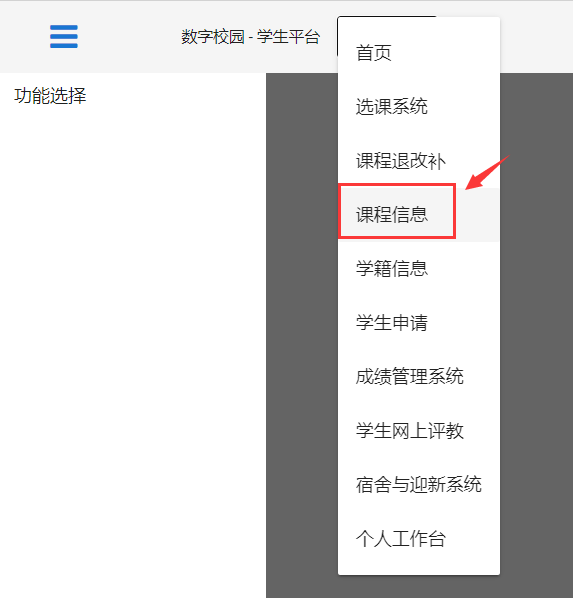 数字校园 - 学生平台
功能选择
首页
选课系统
课程退改补
课程信息
学籍信息
学生申请
成绩管理系统
学生网上评教
宿舍与迎新系统
个人工作台